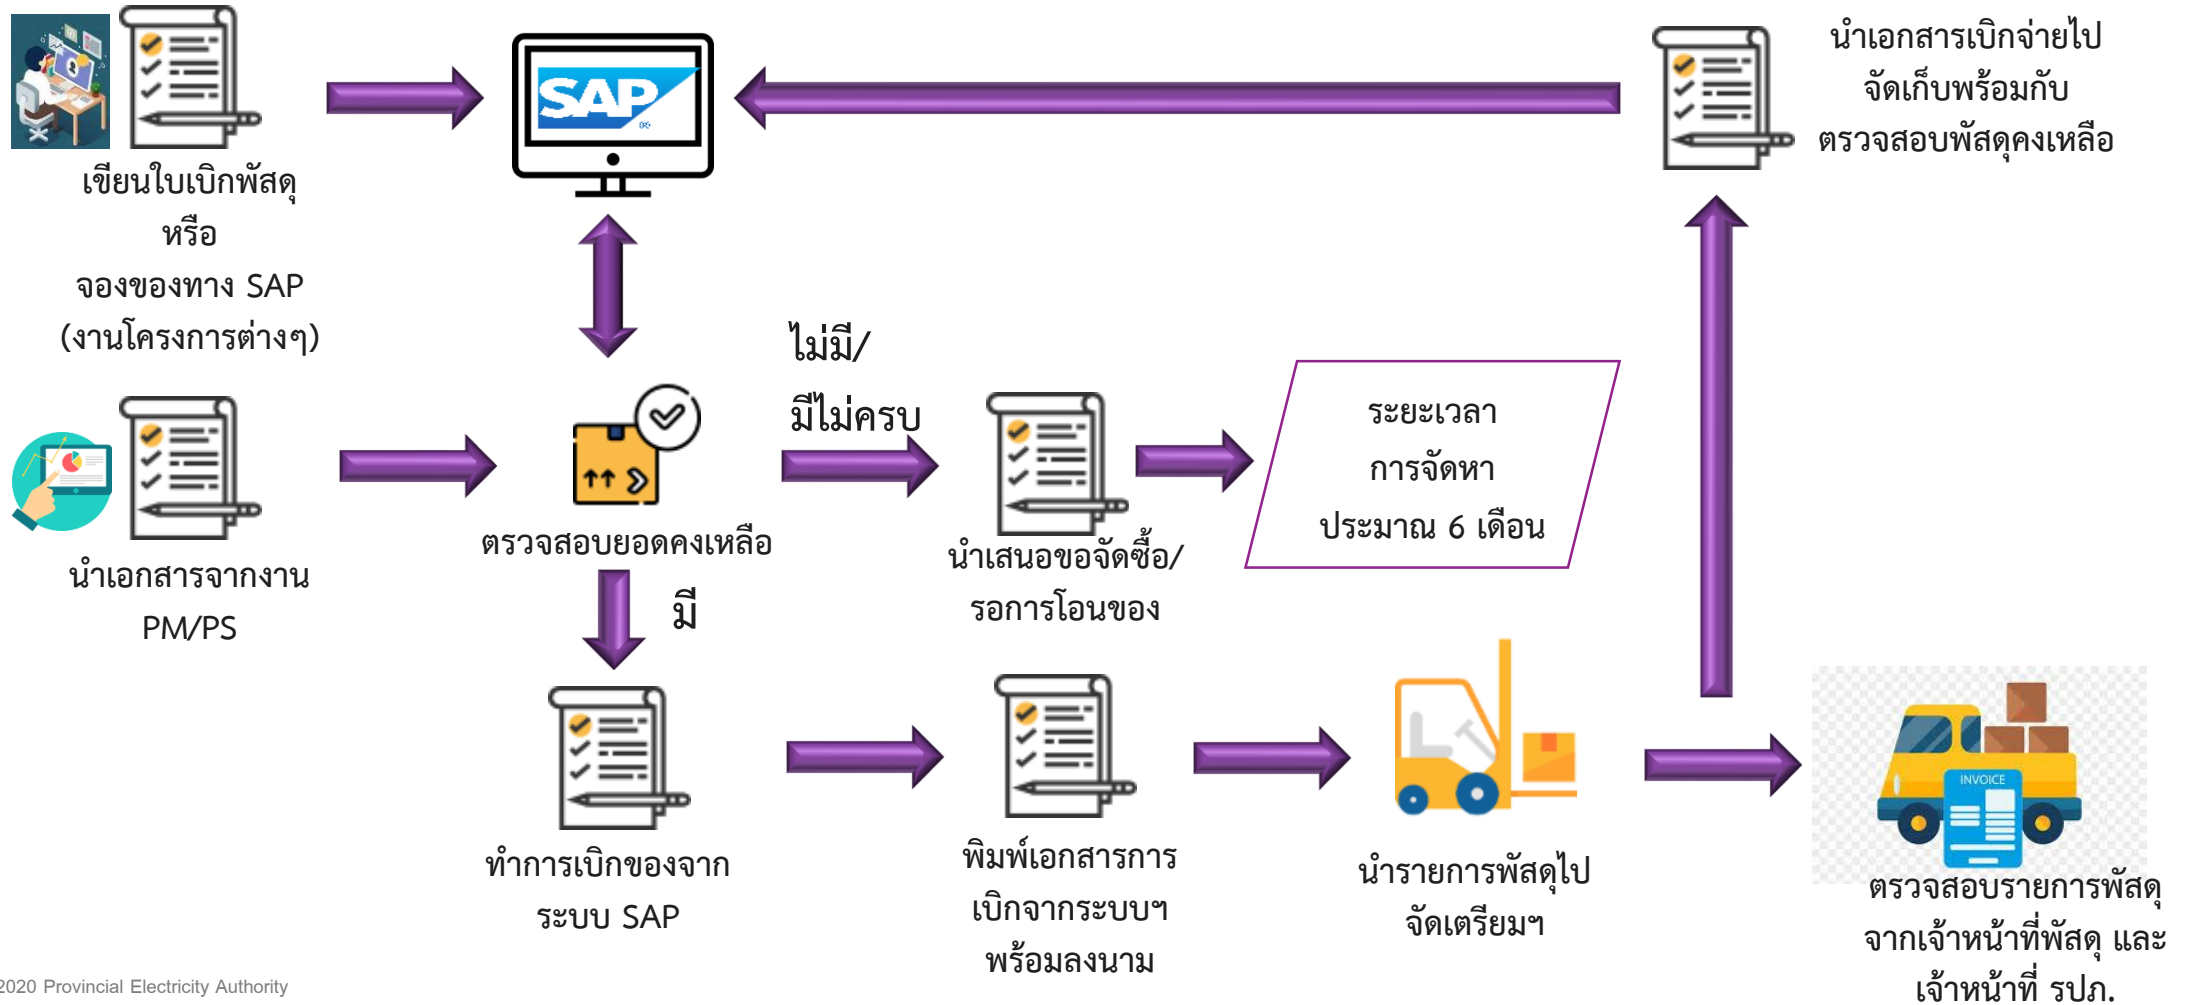 SAP
เขียนใบเบิกพัสดุ
หรือ
จองของทาง SAP
(งานโครงการต่างๆ)
นำเอกสารเบิกจ่ายไป
จัดเก็บพร้อมกับ
ตรวจสอบพัสดุคงเหลือ
นำเอกสารจากงาน
PM/PS
ตรวจสอบยอดคงเหลือ
ไม่มี/
มีไม่ครบ
นำเสนอขอจัดซื้อ/
รอการโอนของ
ระยะเวลา
การจัดหา
ประมาณ 6 เดือน
มี
ทำการเบิกของจาก
ระบบ SAP
พิมพ์เอกสารการ
เบิกจากระบบฯ
พร้อมลงนาม
นำรายการพัสดุไป
จัดเตรียมฯ
INVOICE
ตรวจสอบรายการพัสดุ
จากเจ้าหน้าที่พัสดุ และ
เจ้าหน้าที่ รปภ.
2020 Provincial Electricity Authority